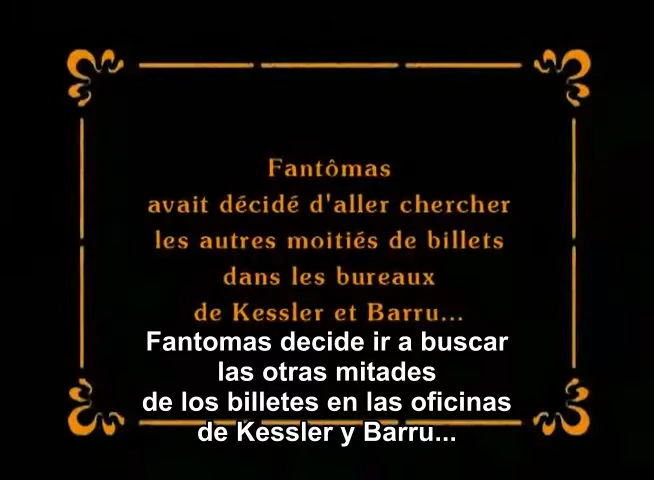 Fantômas
avait décidé d'aller chercher
les autres moitiés de billets
dans les bureaux
de Kessler et Barru...
Fantomas decide ir a buscar
las otras mitades
de los billetes en las oficinas
de Kessler y Barru...